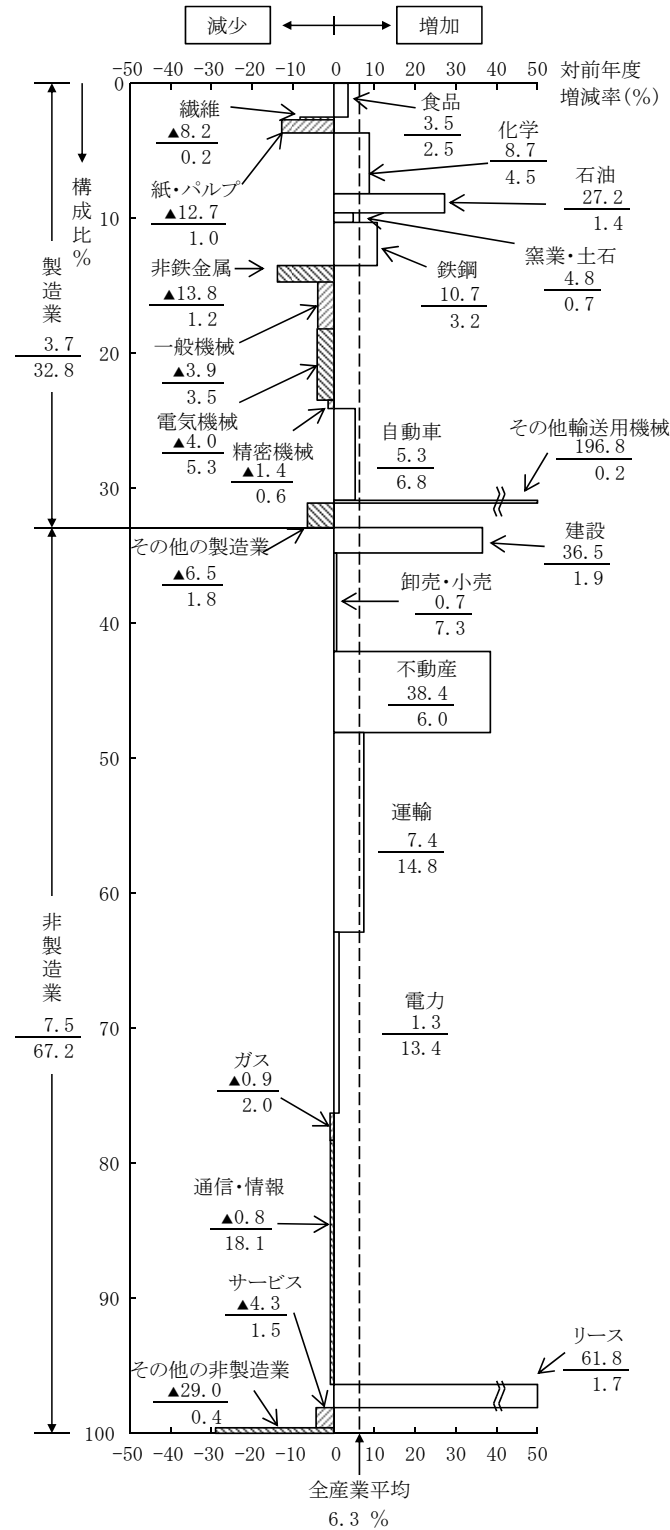 減少 増加
-50 -40 -30 -20 -10 0 10 20 30 40 50 対前年度
増減率(%)
0
10
20
30
40
50
60
70
80
90
100
構成比%
製造業
3.7
32.8
非製造業
7.5
67.2
食品
3.5
2.5
繊維
▲8.2
0.2
紙・パルプ
▲12.7
1.0
化学
8.7
4.5
石油
27.2
1.4
窯業・土石
4.8
0.7
鉄鋼
10.7
3.2
非鉄金属
▲13.8
1.2
一般機械
▲3.9
3.5
電気機械
▲4.0
5.3
精密機械
▲1.4
0.6
自動車
5.3
6.8
その他輸送用機械
196.8
0.2
その他の製造業
▲6.5
1.8
建設
36.5
1.9
卸売・小売
0.7
7.3
不動産
38.4
6.0
運輸
7.4
14.8
電力
1.3
13.4
ガス
▲0.9
2.0
通信・情報
▲0.8
18.1
リース
61.8
1.7
サービス
▲4.3
1.5
その他の非製造業
▲29.0
0.4
-50 -40 -30 -20 -10 0 10 20 30 40 50
全産業平均
6.3 %